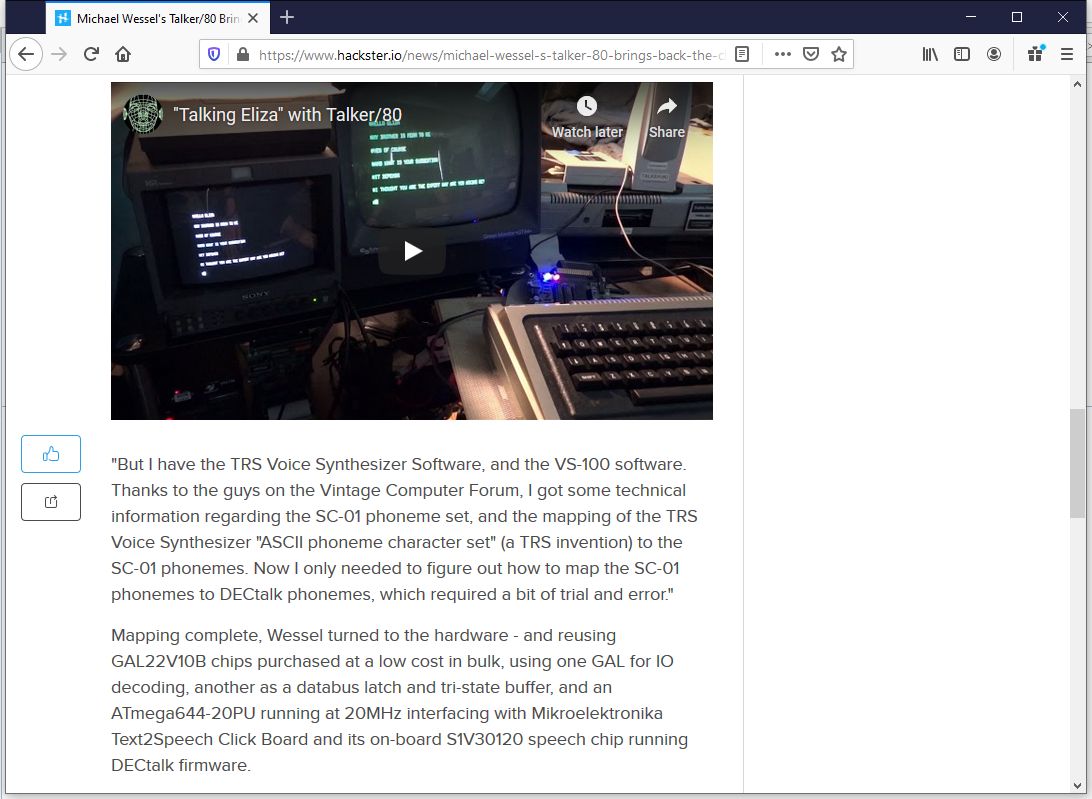 Michael Wessel's Talker/80 Brin
https://www.hackster.io/news/michael-wessel-s-talker-80-brings-back-the-c
"Talking Eliza" with Talker/80
Watch later
Share
SONY
"But I have the TRS Voice Synthesizer Software, and the VS-100 software.
Thanks to the guys on the Vintage Computer Forum, I got some technical
information regarding the SC-01 phoneme set, and the mapping of the TRS
Voice Synthesizer "ASCII phoneme character set" (a TRS invention) to the
SC-01 phonemes. Now I only needed to figure out how to map the SC-01
phonemes to DECtalk phonemes, which required a bit of trial and error."
Mapping complete, Wessel turned to the hardware - and reusing
GAL22V10B chips purchased at a low cost in bulk, using one GAL for IO
decoding, another as a databus latch and tri-state buffer, and an
ATmega644-20PU running at 20MHz interfacing with Mikroelektronika
Text2Speech Click Board and its on-board S1V30120 speech chip running
DECtalk firmware.